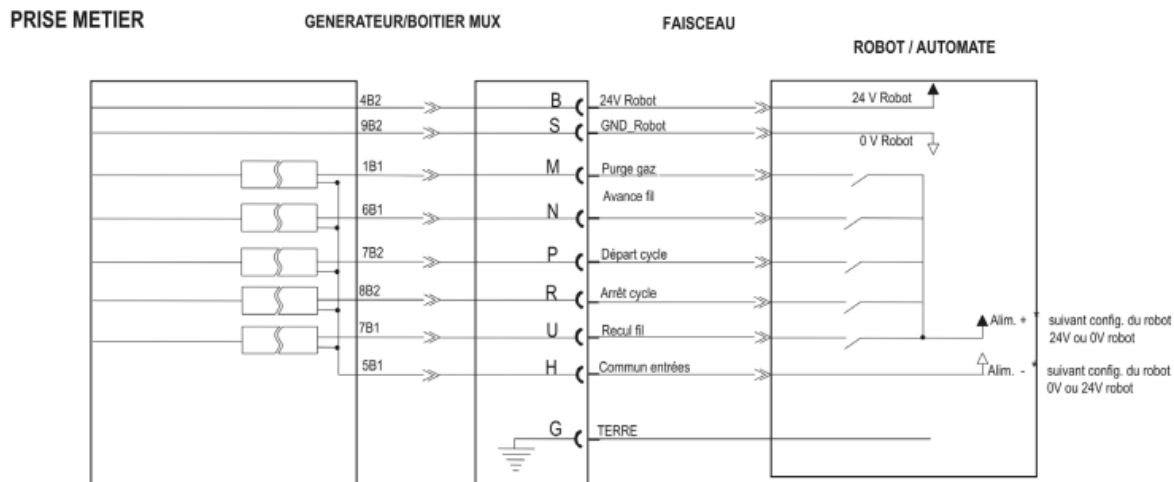 PRISE METIER
GENERATEUR/BOITIER MUX
FAISCEAU
ROBOT / AUTOMATE
4B2 B 24V Robot 24 V Robot
9B2 S GND_Robot 0 V Robot
1B1 M Purge gaz
Avance fil
6B1 N
7B2 P Départ cycle
8B2 R Arrêt cycle
7B1 U Recul fil
Alim. + * suivant config. du robot
24V ou 0V robot
5B1 H Commun entrées
Alim. - * suivant config. du robot
0V ou 24V robot
G TERRE